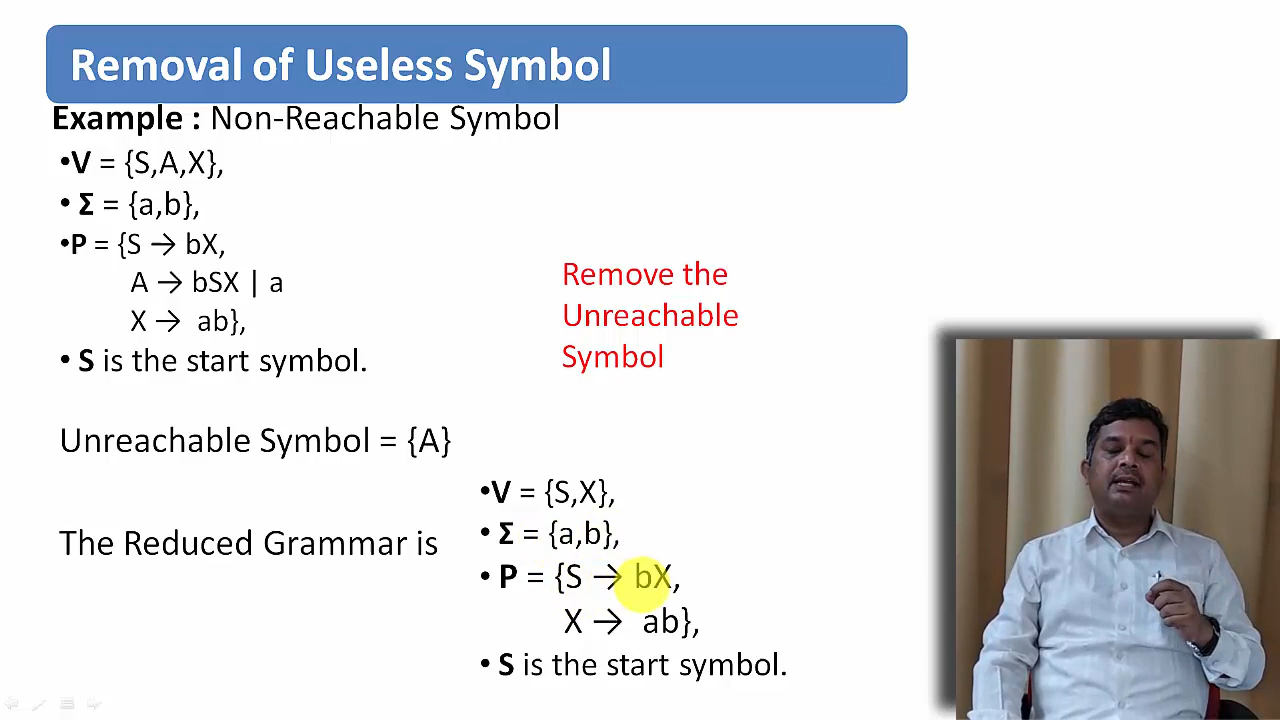 Removal of Useless Symbol
Example : Non-Reachable Symbol
•V = {S,A,X},
• Σ = {a,b},
•P = {S → bX,
A → bSX | a
X → ab},
• S is the start symbol.
Remove the
Unreachable
Symbol
Unreachable Symbol = {A}
The Reduced Grammar is
•V = {S,X},
• Σ = {a,b},
• P = {S → bX,
X → ab},
• S is the start symbol.